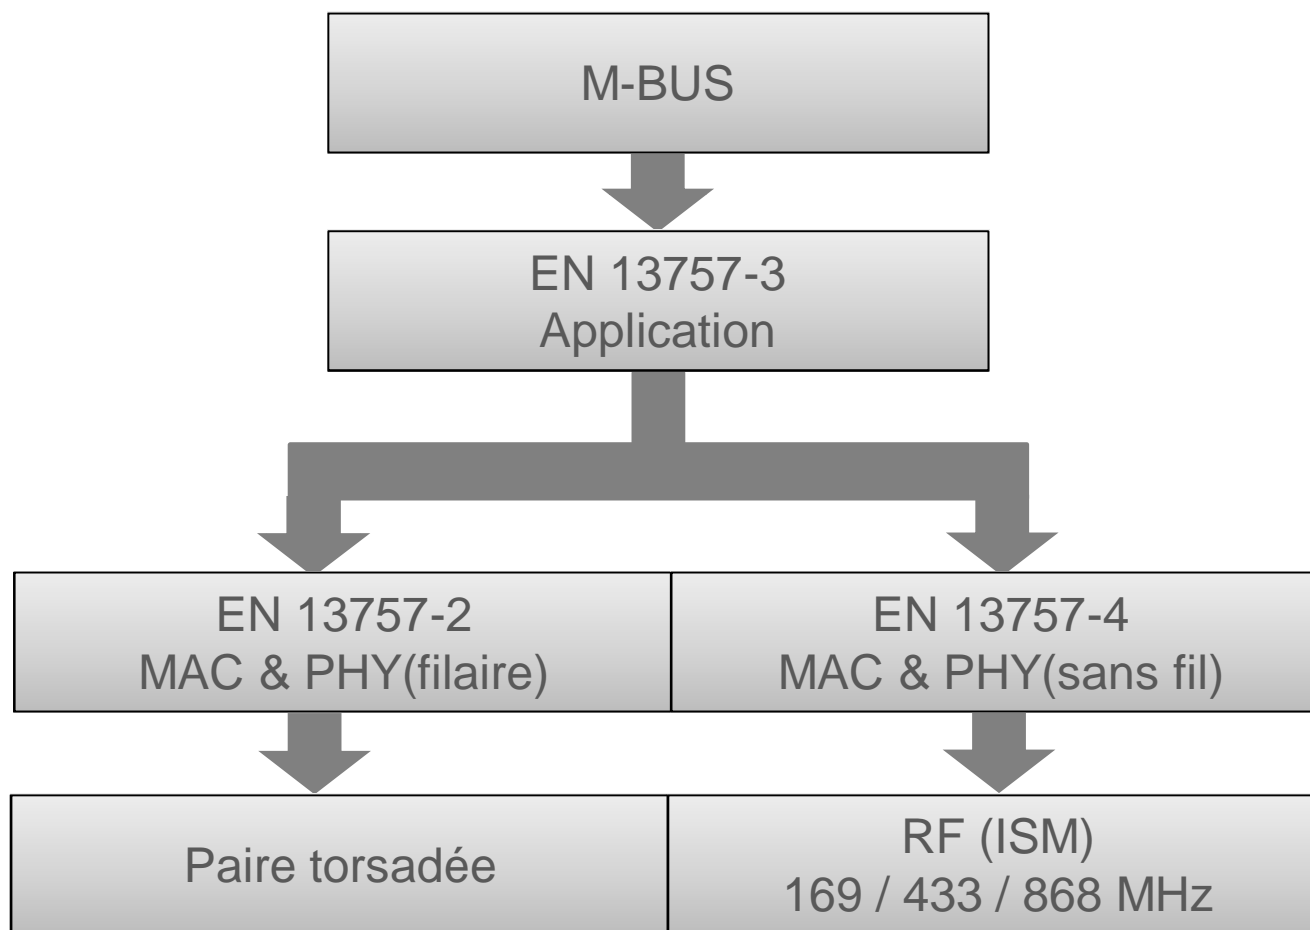 M-BUS
EN 13757-3
Application
EN 13757-2
MAC & PHY(filaire)
EN 13757-4
MAC & PHY(sans fil)
Paire torsadée
RF (ISM)
169 / 433 / 868 MHz